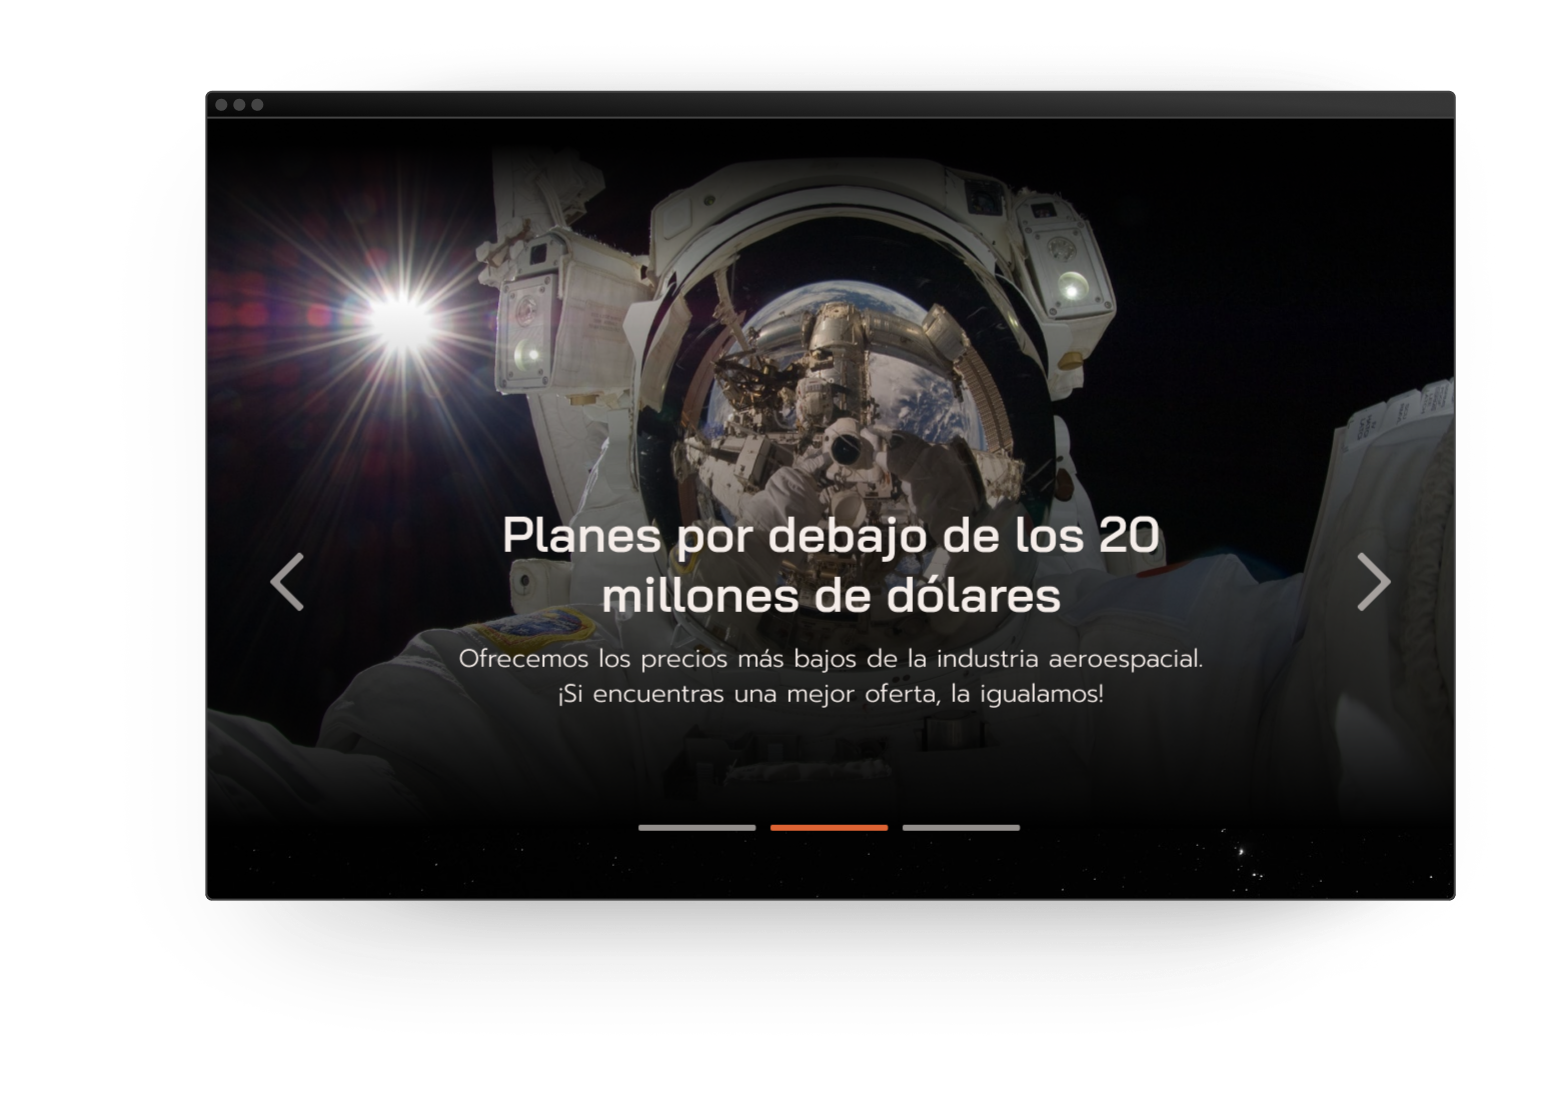 Planes por debajo de los 20
millones de dólares
Ofrecemos los precios más bajos de la industria aeroespacial.
¡Si encuentras una mejor oferta, la igualamos!